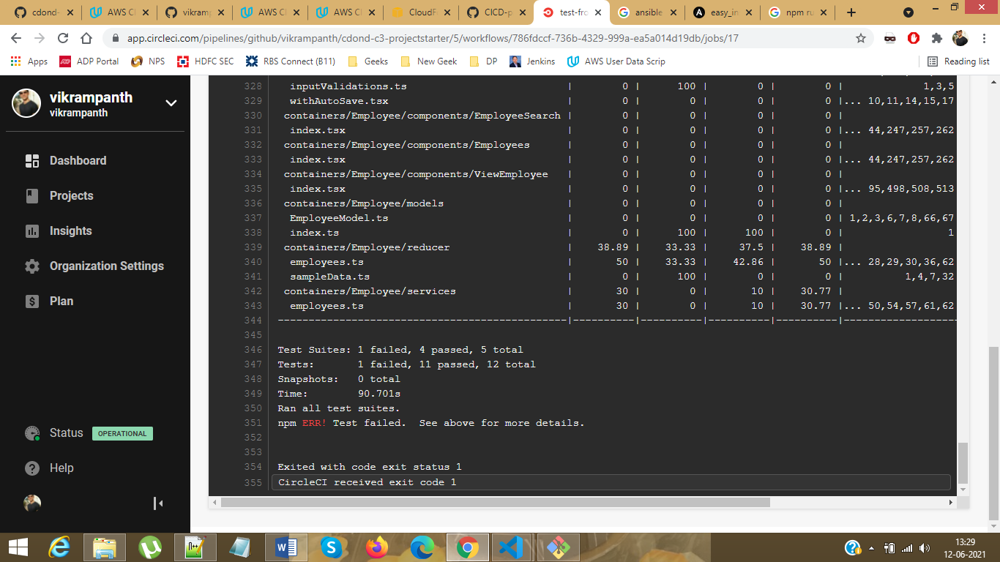 cdond-
AWS Cl
vikram
AWS Cl
AWS Cl
CloudF
CICD-p
test-fro
ansible
easy_in
npm ru
app.circleci.com/pipelines/github/vikrampanth/cdond-c3-projectstarter/5/workflows/786fdccf-736b-4329-999a-ea5a014d19db/jobs/17
Apps
ADP Portal
NPS
HDFC SEC
RBS Connect (B11)
Geeks
New Geek
DP
Jenkins
AWS User Data Scrip
Reading list
vikrampanth
vikrampanth
Dashboard
Projects
Insights
Organization Settings
Plan
Status OPERATIONAL
Help
328 inputValidations.ts | 0 | 100 | 0 | 0 | 1,3,5
329 withAutoSave.tsx | 0 | 0 | 0 | 0 |... 10,11,14,15,17
330 containers/Employee/components/EmployeeSearch | 0 | 0 | 0 | 0 |
331 index.tsx | 0 | 0 | 0 | 0 |... 44,247,257,262
332 containers/Employee/components/Employees | 0 | 0 | 0 | 0 |
333 index.tsx | 0 | 0 | 0 | 0 |... 44,247,257,262
334 containers/Employee/components/ViewEmployee | 0 | 0 | 0 | 0 |
335 index.tsx | 0 | 0 | 0 | 0 |... 95,498,508,513
336 containers/Employee/models | 0 | 0 | 0 | 0 |
337 EmployeeModel.ts | 0 | 0 | 0 | 0 | 1,2,3,6,7,8,66,67
338 index.ts | 0 | 100 | 100 | 0 | 1
339 containers/Employee/reducer | 38.89 | 33.33 | 37.5 | 38.89 |
340 employees.ts | 50 | 33.33 | 42.86 | 50 |... 28,29,30,36,62
341 sampleData.ts | 0 | 100 | 0 | 0 | 1,4,7,32
342 containers/Employee/services | 30 | 0 | 10 | 30.77 |
343 employees.ts | 30 | 0 | 10 | 30.77 |... 50,54,57,61,62
344 -----------------------------------------------|----------|----------|----------|----------|-------------------
345
346 Test Suites: 1 failed, 4 passed, 5 total
347 Tests: 1 failed, 11 passed, 12 total
348 Snapshots: 0 total
349 Time: 90.701s
350 Ran all test suites.
351 npm ERR! Test failed. See above for more details.
352
353
354 Exited with code exit status 1
355 CircleCI received exit code 1
13:29
12-06-2021